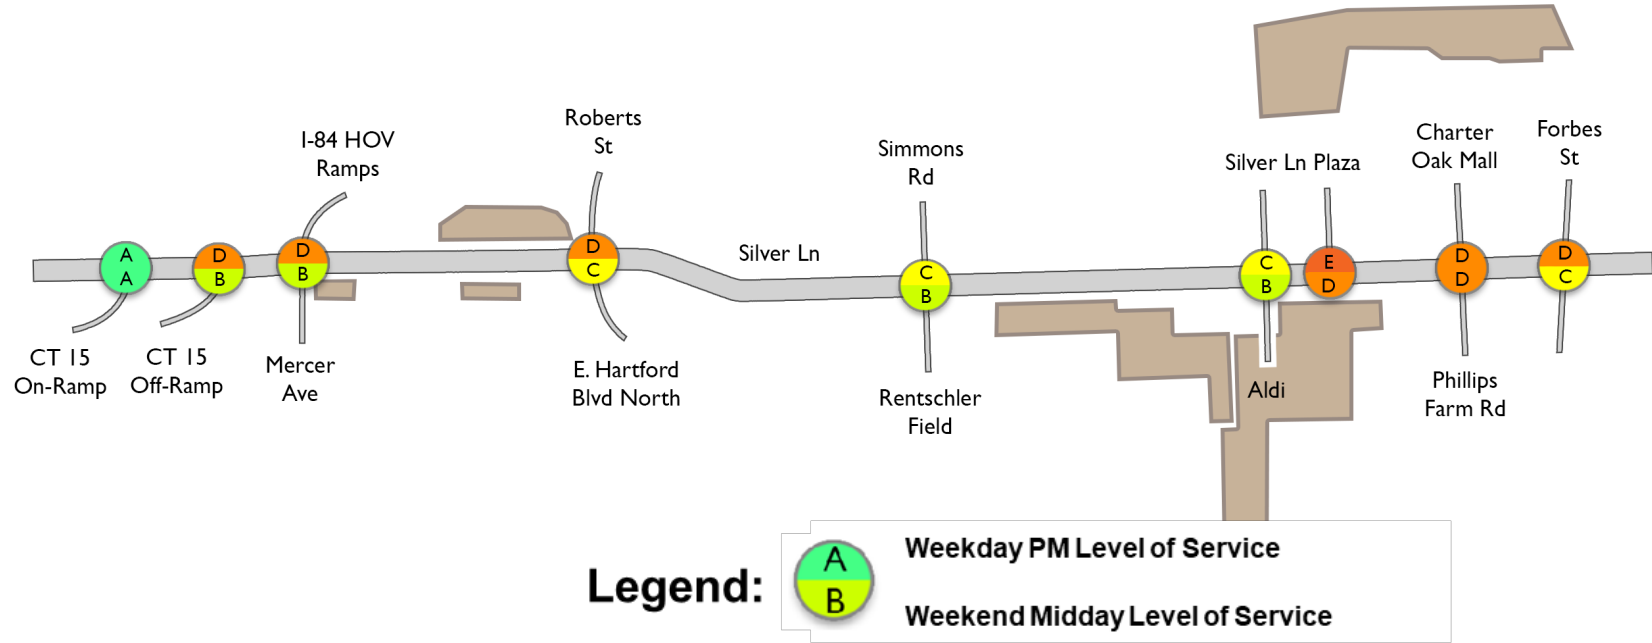 Roberts
St
I-84 HOV
Ramps
Simmons
Rd
Silver Ln Plaza
Charter
Oak Mall
Forbes
St
Silver Ln
A
A
D
B
D
B
D
C
C
B
C
B
E
D
D
D
D
C
CT 15
On-Ramp
CT 15
Off-Ramp
Mercer
Ave
E. Hartford
Blvd North
Rentschler
Field
Aldi
Phillips
Farm Rd
Legend:
A
B
Weekday PM Level of Service
Weekend Midday Level of Service